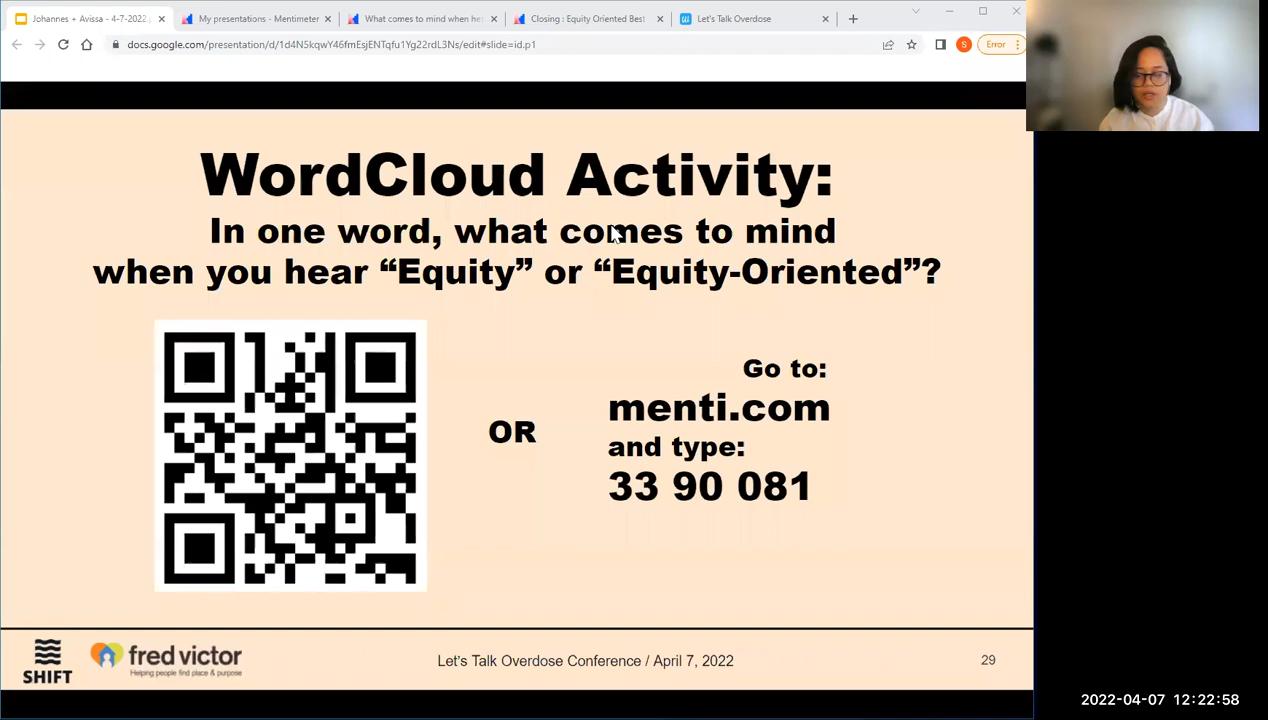 Johannes + Avissa - 4-7-2022.
My presentations - Mentimeter
What comes to mind when he
Closing : Equity Oriented Best
Let's Talk Overdose
docs.google.com/presentation/d/1d4N5kqwY46fmEsjENTqfu1Yg22rdL3Ns/edit#slide=id.p1
S
Error
WordCloud Activity:
In one word, what comes to mind
when you hear “Equity” or “Equity-Oriented”?
Go to:
menti.com
OR
and type:
33 90 081
SHIFT
fred victor
Helping people find place & purpose
Let's Talk Overdose Conference / April 7, 2022
29
2022-04-07 12:22:58